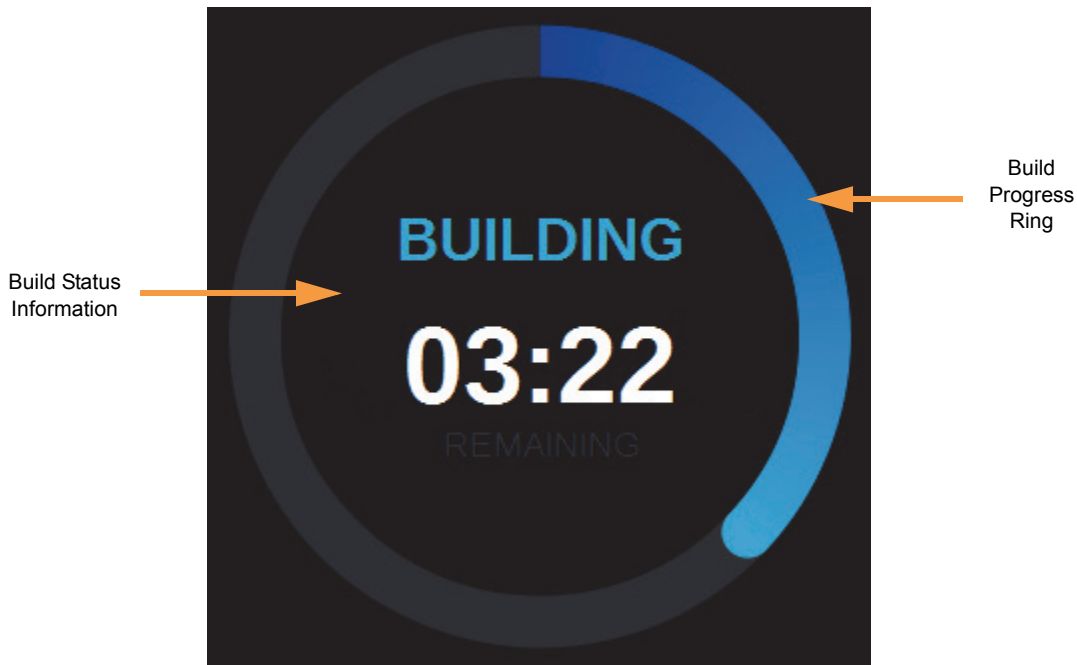 Build Status
Information
BUILDING
03:22
REMAINING
Build
Progress
Ring